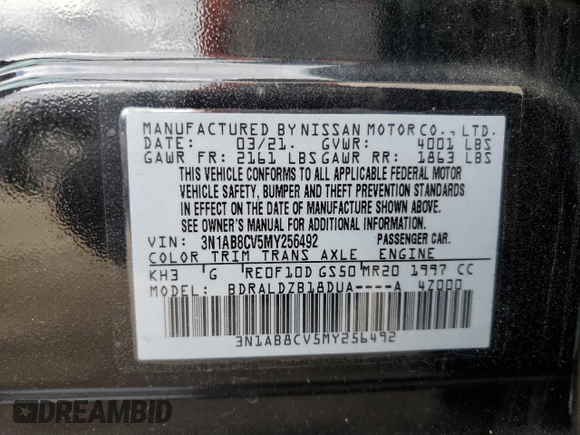 MANUFACTURED BY NISSAN MOTOR CO., LTD.
DATE: 03/21. GVWR: 4001 LBS
GAWR FR: 2161 LBS GAWR RR: 1863 LBS
THIS VEHICLE CONFORMS TO ALL APPLICABLE FEDERAL MOTOR
VEHICLE SAFETY, BUMPER AND THEFT PREVENTION STANDARDS
IN EFFECT ON THE DATE OF MANUFACTURE SHOWN ABOVE.
SEE OWNER'S MANUAL FOR ADDITIONAL INFORMATION.
VIN: 3N1AB8CV5MY256492 PASSENGER CAR.
COLOR TRIM TRANS AXLE ENGINE
KH3 'G RE0F10D GS50 MR20 1997 CC
MODEL: BDRALDZB18DUA----A 4Z000
3N1AB8CV5MY256492
DREAMBID